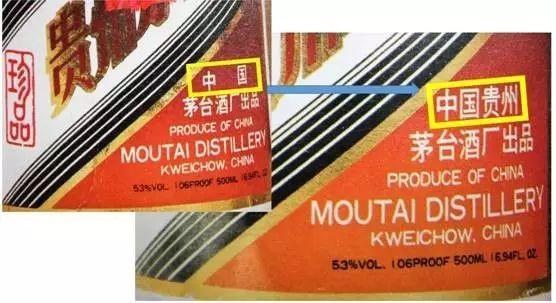 珍品
贵州
中国
茅台酒厂出品
PRODUCE OF CHINA
MOUTAI DISTILLERY
KWEICHOW, CHINA
53%VOL. 106PROOF 500ML 16.94FL. OZ.
中国贵州
茅台酒厂出品
PRODUCE OF CHINA
MOUTAI DISTILLERY
KWEICHOW, CHINA
53%VOL. 106PROOF 500ML 16.94FL. OZ.